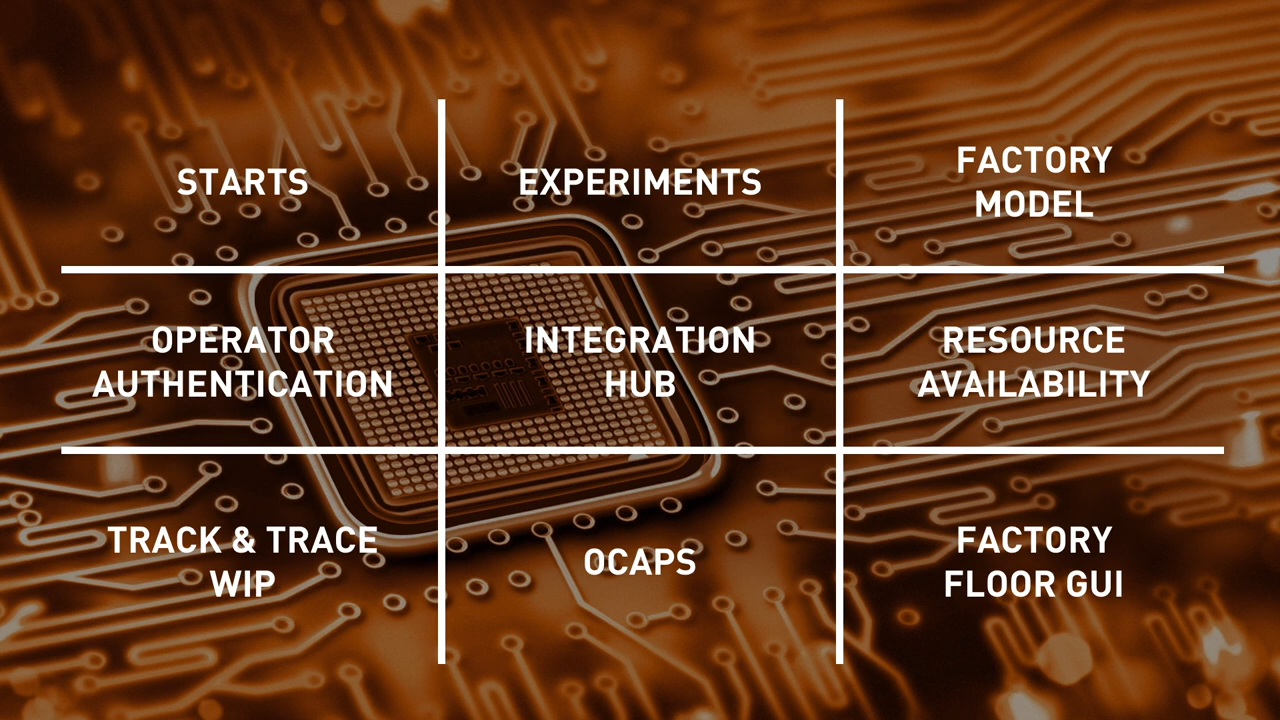 STARTS
EXPERIMENTS
FACTORY
MODEL
OPERATOR
AUTHENTICATION
INTEGRATION
HUB
RESOURCE
AVAILABILITY
TRACK & TRACE
WIP
OCAPS
FACTORY
FLOOR GUI